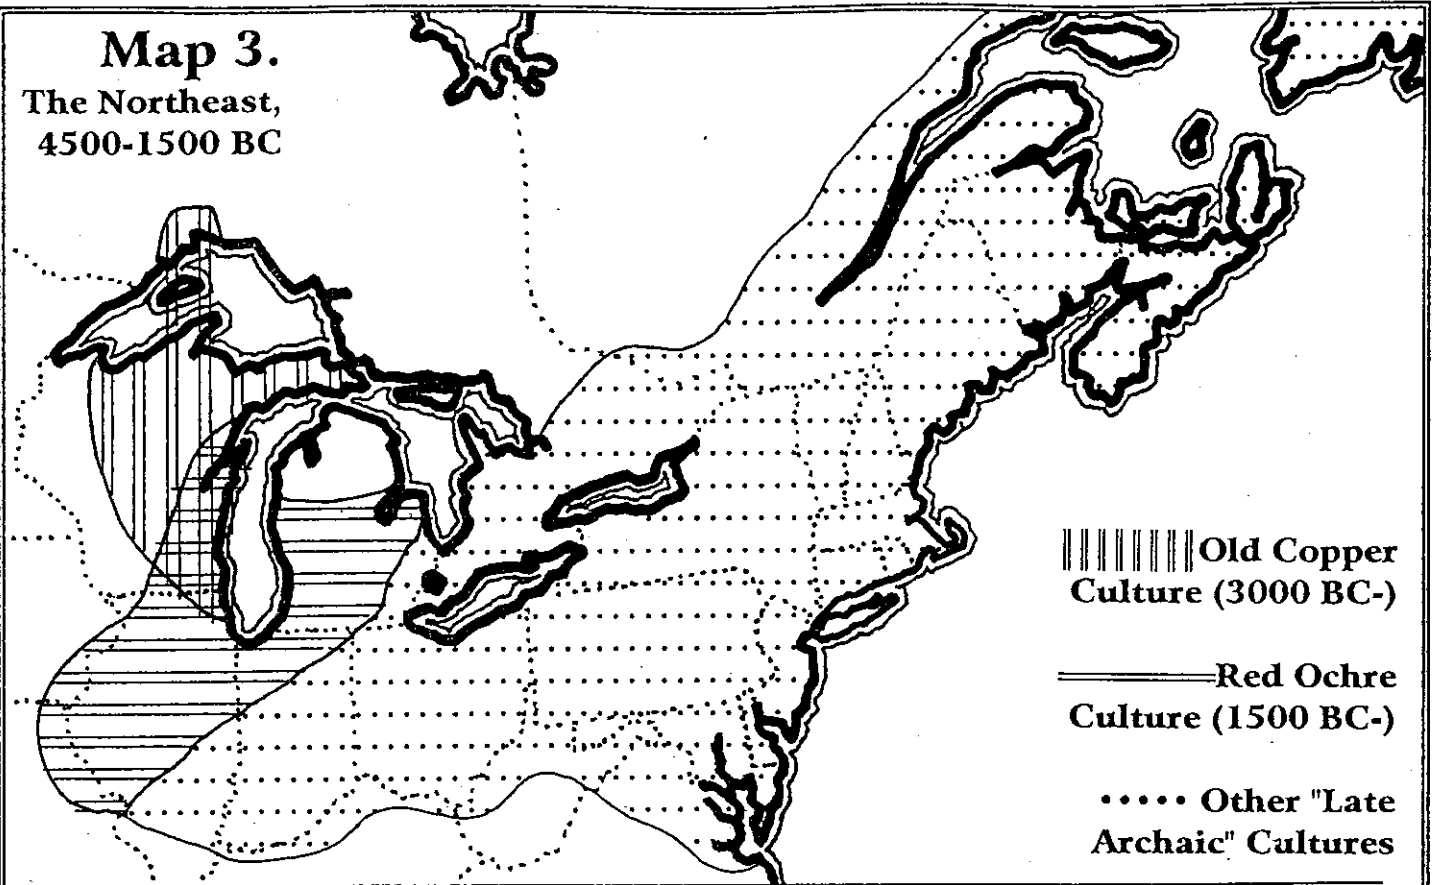 Map 3.
The Northeast,
4500-1500 BC
Old Copper
Culture (3000 BC-)
Red Ochre
Culture (1500 BC-)
Other "Late
Archaic" Cultures